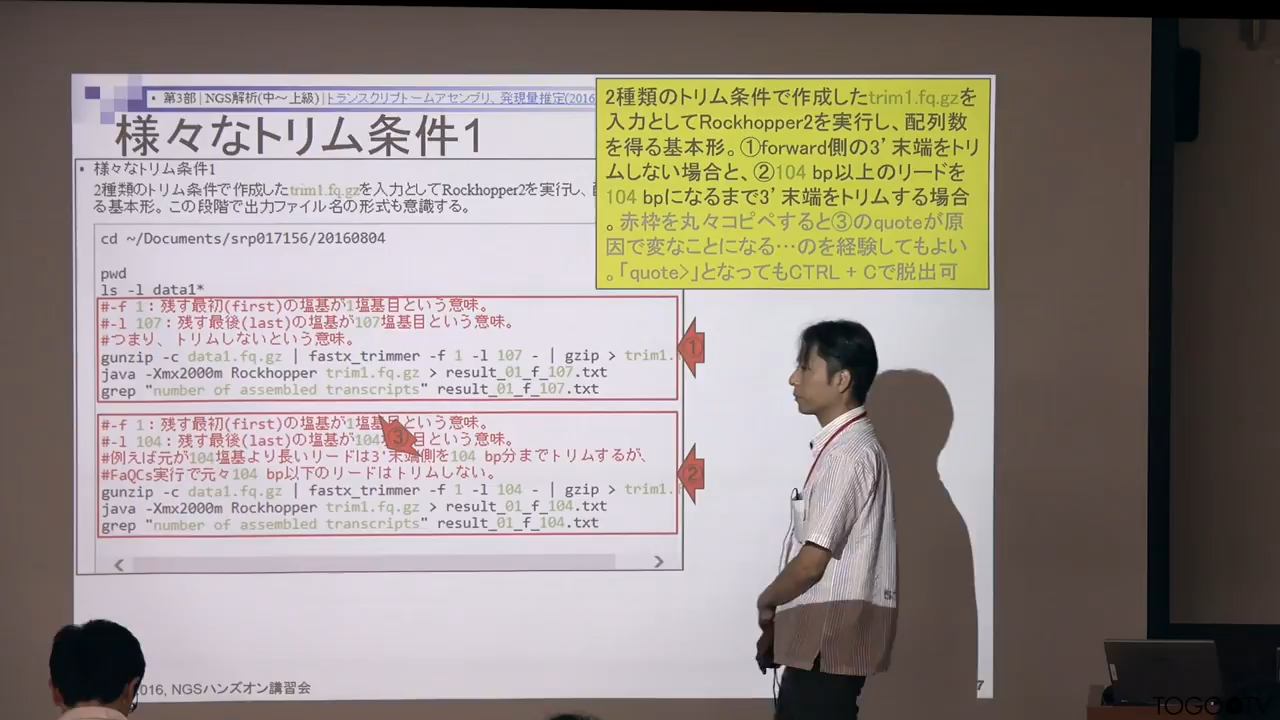 ・第3部 | NGS解析(中～上級) | トランスクリプトームアセンブリ、発現量推定(2016
様々なトリム条件1
・様々なトリム条件1
2種類のトリム条件で作成したtrim1.fq.gzを入力としてRockhopper2を実行し、
る基本形。この段階で出力ファイル名の形式も意識する。
cd ~/Documents/srp017156/20160804
pwd
ls -l data1*
#-f 1：残す最初(first)の塩基が1塩基目という意味。
#-l 107：残す最後(last)の塩基が107塩基目という意味。
#つまり、トリムしないという意味。
gunzip -c data1.fq.gz | fastx_trimmer -f 1 -l 107 - | gzip > trim1.
java -Xmx2000m Rockhopper trim1.fq.gz > result_01_f_107.txt
grep "number of assembled transcripts" result_01_f_107.txt
①
#-f 1：残す最初(first)の塩基が1塩基目という意味。
#-l 104：残す最後(last)の塩基が104塩基目という意味。
③
#例えば元が104塩基より長いリードは3'末端側を104 bp分までトリムするが、
#FaQCs実行で元々104 bp以下のリードはトリムしない。
gunzip -c data1.fq.gz | fastx_trimmer -f 1 -l 104 - | gzip > trim1.
java -Xmx2000m Rockhopper trim1.fq.gz > result_01_f_104.txt
grep "number of assembled transcripts" result_01_f_104.txt
②
2種類のトリム条件で作成したtrim1.fq.gzを
入力としてRockhopper2を実行し、配列数
を得る基本形。①forward側の3'末端をトリ
ムしない場合と、②104 bp以上のリードを
104 bpになるまで3'末端をトリムする場合
。赤枠を丸々コピペすると③のquoteが原
因で変なことになる…のを経験してもよい
。「quote>」となってもCTRL + Cで脱出可
016, NGSハンズオン講習会
7
TOGOTV